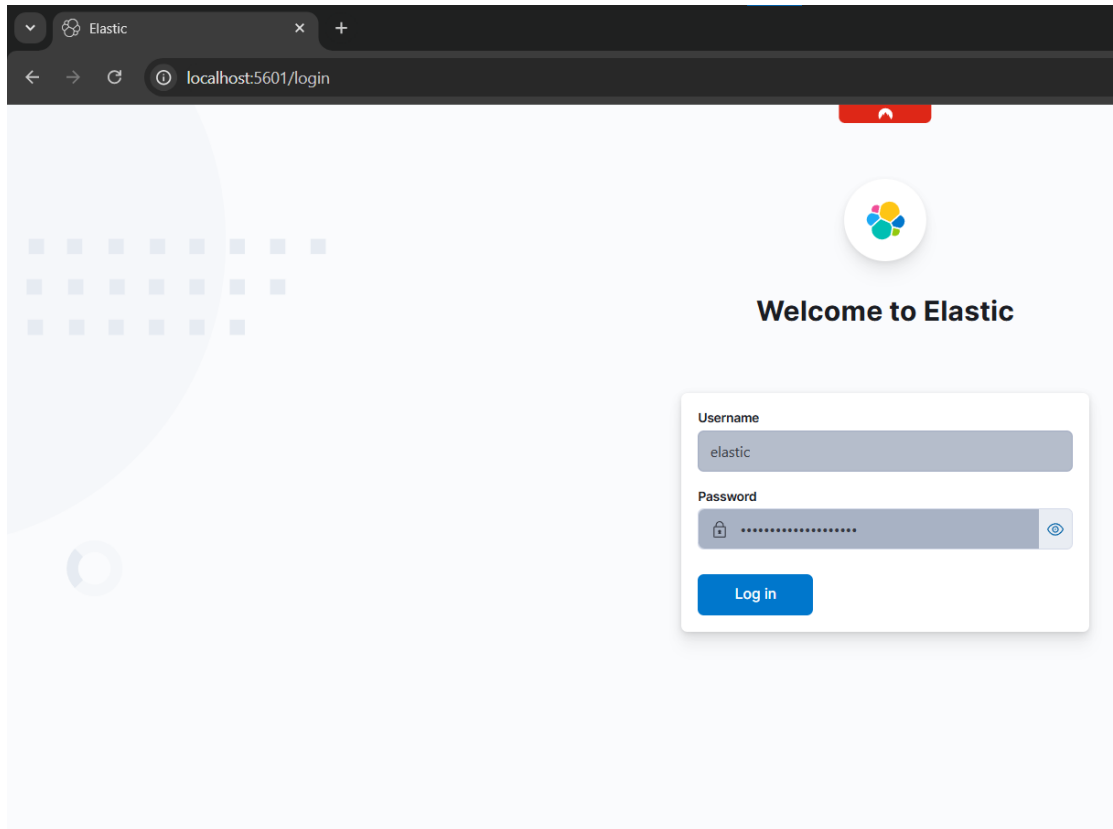 Elastic
localhost:5601/login
Welcome to Elastic
Username
elastic
Password
••••••••••••••••••••
Log in